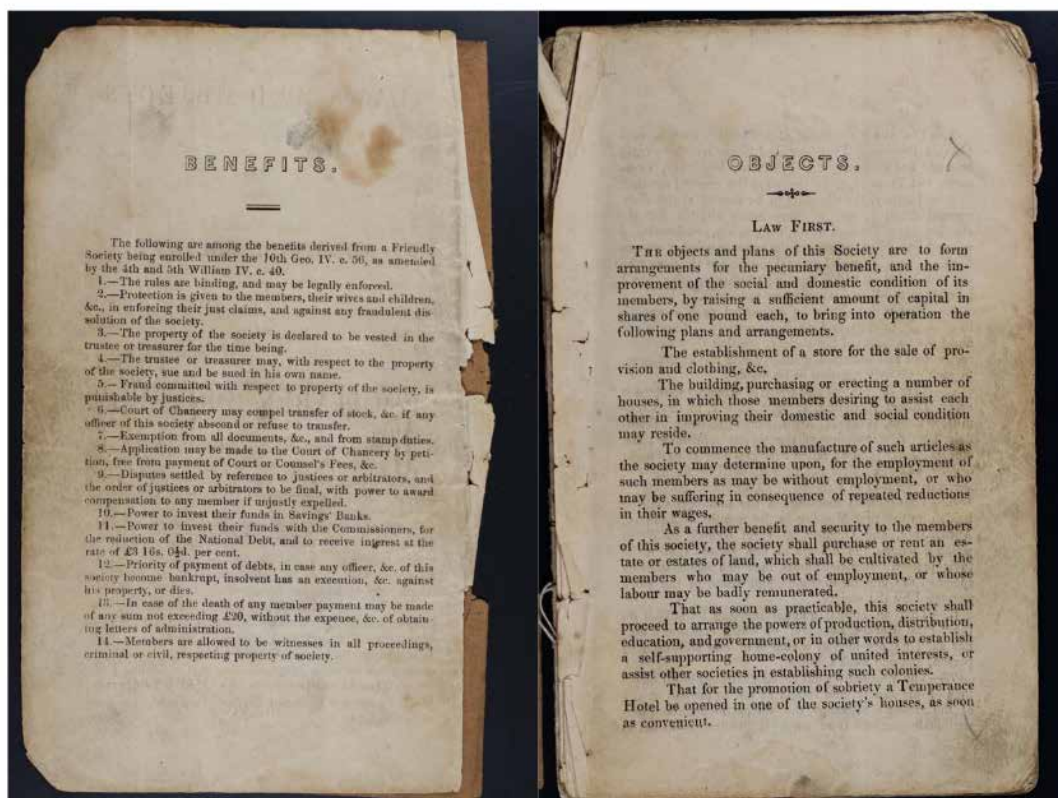 BENEFITS.
The following are among the benefits derived from a Friendly
Society being enrolled under the 10th Geo. IV. c. 56, as amended
by the 4th and 5th William IV. c. 40.
1.—The rules are binding, and may be legally enforced.
2.—Protection is given to the members, their wives and children,
&c., in enforcing their just claims, and against any fraudulent dis-
solution of the society.
3.—The property of the society is declared to be vested in the
trustee or treasurer for the time being.
4.—The trustee or treasurer may, with respect to the property
of the society, sue and be sued in his own name.
5.—Fraud committed with respect to property of the society, is
punishable by justices.
6.—Court of Chancery may compel transfer of stock, &c. if any
officer of this society abscond or refuse to transfer.
7.—Exemption from all documents, &c., and from stamp duties.
8.—Application may be made to the Court of Chancery by peti-
tion, free from payment of Court or Counsel's Fees, &c.
9.—Disputes settled by reference to justices or arbitrators, and
the order of justices or arbitrators to be final, with power to award
compensation to any member if unjustly expelled.
10.—Power to invest their funds in Savings' Banks.
11.—Power to invest their funds with the Commissioners, for
the reduction of the National Debt, and to receive interest at the
rate of £3 16s. 0½d. per cent.
12.—Priority of payment of debts, in case any officer, &c. of this
society become bankrupt, insolvent has an execution, &c. against
his property, or dies.
13.—In case of the death of any member payment may be made
of any sum not exceeding £20, without the expence, &c. of obtain-
ing letters of administration.
14.—Members are allowed to be witnesses in all proceedings,
criminal or civil, respecting property of society.
OBJECTS.
LAW FIRST.
THE objects and plans of this Society are to form
arrangements for the pecuniary benefit, and the im-
provement of the social and domestic condition of its
members, by raising a sufficient amount of capital in
shares of one pound each, to bring into operation the
following plans and arrangements.
The establishment of a store for the sale of pro-
vision and clothing, &c,
The building, purchasing or erecting a number of
houses, in which those members desiring to assist each
other in improving their domestic and social condition
may reside.
To commence the manufacture of such articles as
the society may determine upon, for the employment of
such members as may be without employment, or who
may be suffering in consequence of repeated reductions
in their wages.
As a further benefit and security to the members
of this society, the society shall purchase or rent an es-
tate or estates of land, which shall be cultivated by the
members who may be out of employment, or whose
labour may be badly remunerated.
That as soon as practicable, this society shall
proceed to arrange the powers of production, distribution,
education, and government, or in other words to establish
a self-supporting home-colony of united interests, or
assist other societies in establishing such colonies.
That for the promotion of sobriety a Temperance
Hotel be opened in one of the society's houses, as soon
as convenient.